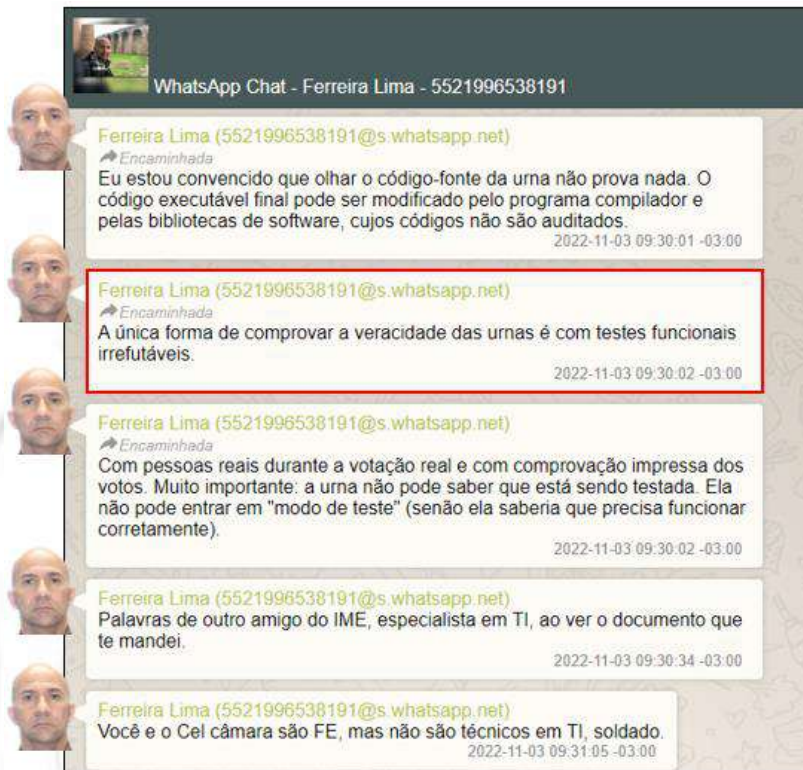 WhatsApp Chat - Ferreira Lima - 5521996538191
Ferreira Lima (5521996538191@s.whatsapp.net)
Encaminhada
Eu estou convencido que olhar o código-fonte da urna não prova nada. O
código executável final pode ser modificado pelo programa compilador e
pelas bibliotecas de software, cujos códigos não são auditados.
2022-11-03 09:30:01 -03:00
Ferreira Lima (5521996538191@s.whatsapp.net)
Encaminhada
A única forma de comprovar a veracidade das urnas é com testes funcionais
irrefutáveis.
2022-11-03 09:30:02 -03:00
Ferreira Lima (5521996538191@s.whatsapp.net)
Encaminhada
Com pessoas reais durante a votação real e com comprovação impressa dos
votos. Muito importante: a urna não pode saber que está sendo testada. Ela
não pode entrar em "modo de teste" (senão ela saberia que precisa funcionar
corretamente).
2022-11-03 09:30:02 -03:00
Ferreira Lima (5521996538191@s.whatsapp.net)
Palavras de outro amigo do IME, especialista em TI, ao ver o documento que
te mandei.
2022-11-03 09:30:34 -03:00
Ferreira Lima (5521996538191@s.whatsapp.net)
Você e o Cel câmara são FE, mas não são técnicos em TI, soldado.
2022-11-03 09:31:05 -03:00